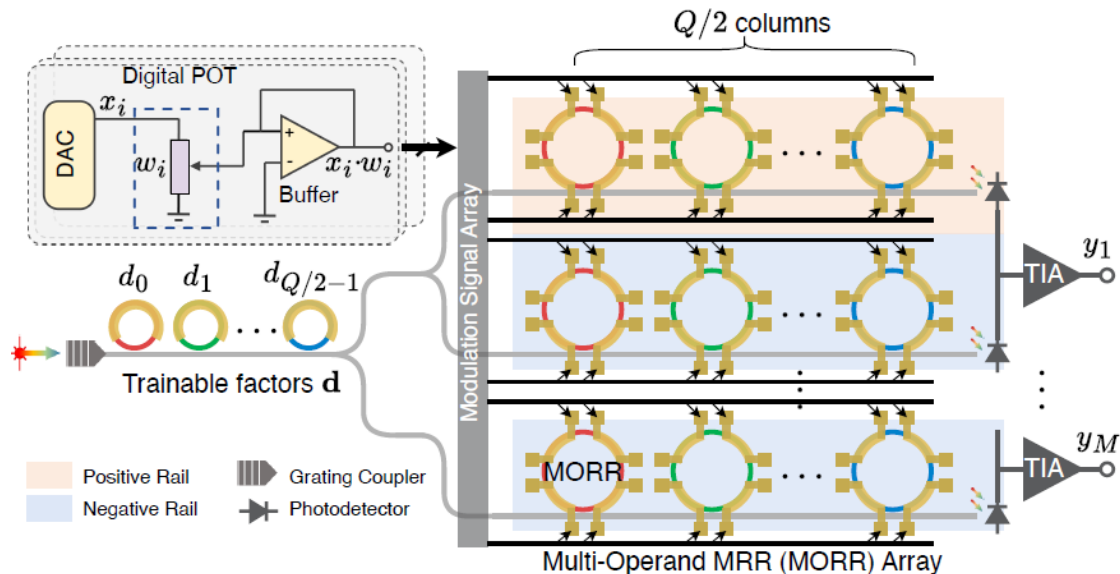 Q/2 columns
Digital POT
DAC
x_i
w_i
+
-
x_i·w_i
Buffer
Modulation Signal Array
. . .
. . .
d_0 d_1 d_{Q/2−1}
. . .
Trainable factors d
TIA
y_1
. . .
MORR
. . .
TIA
y_M
Positive Rail
Grating Coupler
Negative Rail
Photodetector
Multi-Operand MRR (MORR) Array